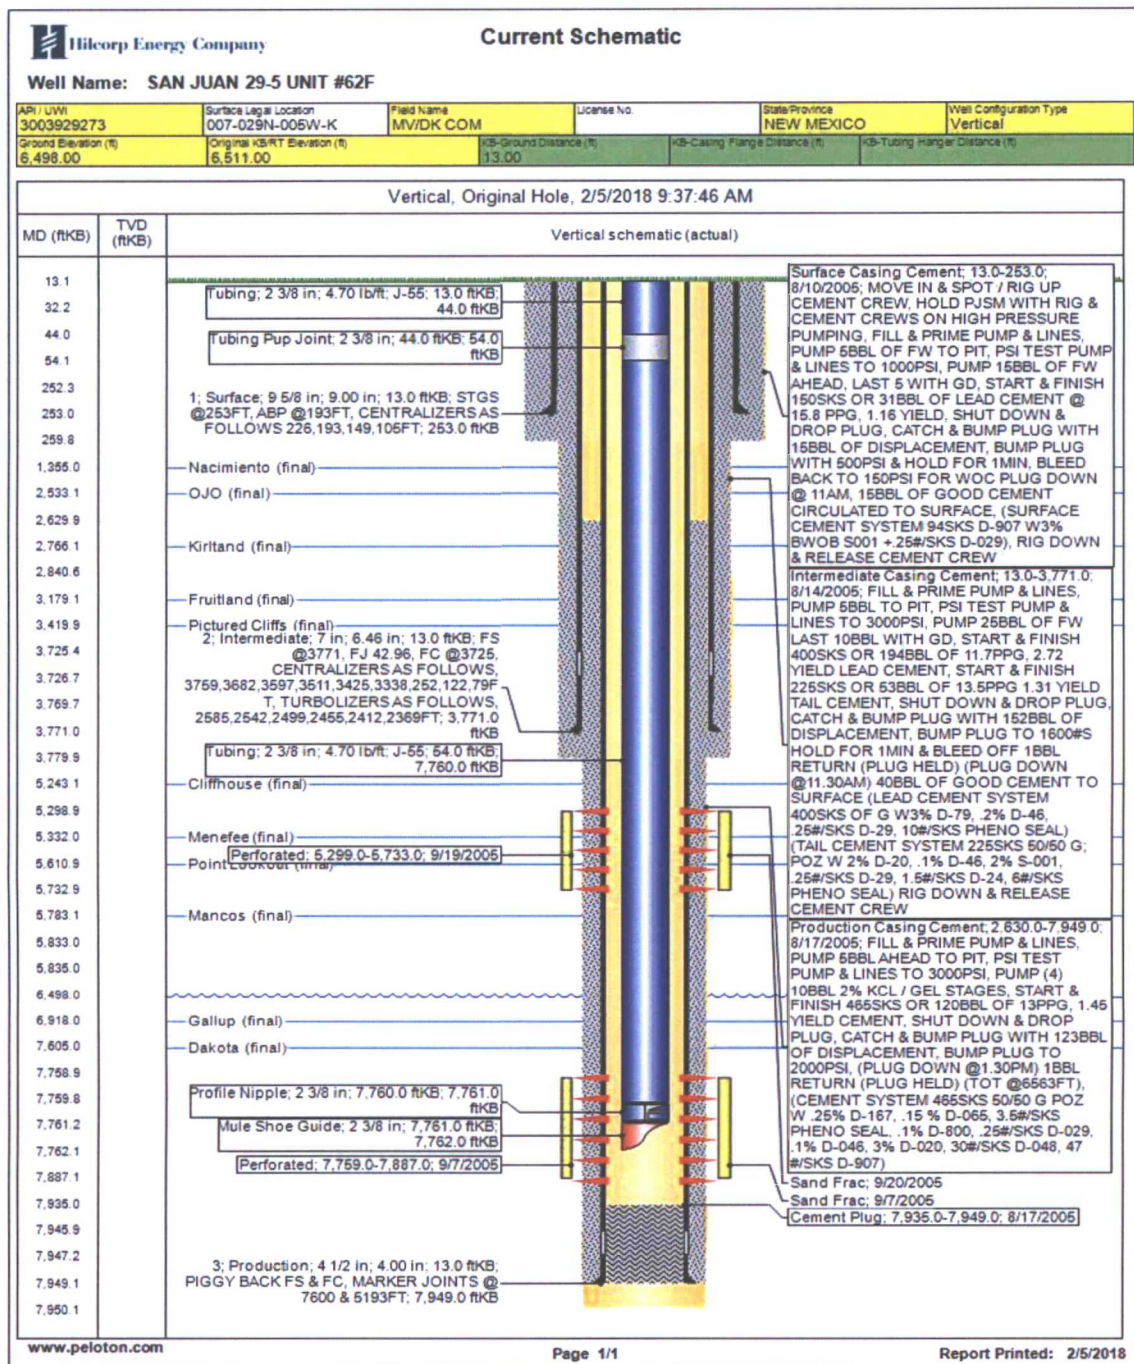 Hilcorp Energy Company
Current Schematic
Well Name: SAN JUAN 29-5 UNIT #62F
API / UWI
3003929273
Surface Legal Location
007-029N-005W-K
Field Name
MV/DK COM
License No.
State/Province
NEW MEXICO
Well Configuration Type
Vertical
Ground Elevation (ft)
6,498.00
Original KB/RT Elevation (ft)
6,511.00
KB-Ground Distance (ft)
13.00
KB-Casing Flange Distance (ft)
KB-Tubing Hanger Distance (ft)
Vertical, Original Hole, 2/5/2018 9:37:46 AM
MD (ftKB)
TVD
(ftKB)
Vertical schematic (actual)
13.1
32.2
44.0
54.1
252.3
253.0
259.8
1,355.0
2,533.1
2,629.9
2,766.1
2,840.6
3,179.1
3,419.9
3,725.4
3,726.7
3,769.7
3,771.0
3,779.9
5,243.1
5,298.9
5,332.0
5,610.9
5,732.9
5,783.1
5,833.0
5,835.0
6,498.0
6,918.0
7,605.0
7,758.9
7,759.8
7,761.2
7,762.1
7,887.1
7,935.0
7,945.9
7,947.2
7,949.1
7,950.1
Tubing; 2 3/8 in; 4.70 lb/ft; J-55; 13.0 ftKB;
44.0 ftKB
Tubing Pup Joint; 2 3/8 in; 44.0 ftKB; 54.0
ftKB
1; Surface; 9 5/8 in; 9.00 in; 13.0 ftKB; STGS
@253FT, ABP @193FT, CENTRALIZERS AS
FOLLOWS 226,193,149,105FT; 253.0 ftKB
Nacimiento (final)
OJO (final)
Kirltand (final)
Fruitland (final)
Pictured Cliffs (final)
2; Intermediate; 7 in; 6.46 in; 13.0 ftKB; FS
@3771, FJ 42.96, FC @3725,
CENTRALIZERS AS FOLLOWS,
3759,3682,3597,3511,3425,3338,252,122,79F
T, TURBOLIZERS AS FOLLOWS,
2585,2542,2499,2455,2412,2369FT; 3,771.0
ftKB
Tubing; 2 3/8 in; 4.70 lb/ft; J-55; 54.0 ftKB;
7,760.0 ftKB
Cliffhouse (final)
Menefee (final)
Perforated; 5,299.0-5,733.0; 9/19/2005
Point Lookout (final)
Mancos (final)
Gallup (final)
Dakota (final)
Profile Nipple; 2 3/8 in; 7,760.0 ftKB; 7,761.0
ftKB
Mule Shoe Guide; 2 3/8 in; 7,761.0 ftKB;
7,762.0 ftKB
Perforated; 7,759.0-7,887.0; 9/7/2005
3; Production; 4 1/2 in; 4.00 in; 13.0 ftKB;
PIGGY BACK FS & FC, MARKER JOINTS @
7600 & 5193FT; 7,949.0 ftKB
Surface Casing Cement; 13.0-253.0;
8/10/2005; MOVE IN & SPOT / RIG UP
CEMENT CREW, HOLD PJSM WITH RIG &
CEMENT CREWS ON HIGH PRESSURE
PUMPING, FILL & PRIME PUMP & LINES,
PUMP 5BBL OF FW TO PIT, PSI TEST PUMP
& LINES TO 1000PSI, PUMP 15BBL OF FW
AHEAD, LAST 5 WITH GD, START & FINISH
150SKS OR 31BBL OF LEAD CEMENT @
15.8 PPG, 1.16 YIELD, SHUT DOWN &
DROP PLUG, CATCH & BUMP PLUG WITH
15BBL OF DISPLACEMENT, BUMP PLUG
WITH 500PSI & HOLD FOR 1MIN, BLEED
BACK TO 150PSI FOR WOC PLUG DOWN
@ 11AM, 15BBL OF GOOD CEMENT
CIRCULATED TO SURFACE, (SURFACE
CEMENT SYSTEM 94SKS D-907 W3%
BWOB S001 +.25#/SKS D-029), RIG DOWN
& RELEASE CEMENT CREW
Intermediate Casing Cement; 13.0-3,771.0;
8/14/2005; FILL & PRIME PUMP & LINES,
PUMP 5BBL TO PIT, PSI TEST PUMP &
LINES TO 3000PSI, PUMP 25BBL OF FW
LAST 10BBL WITH GD, START & FINISH
400SKS OR 194BBL OF 11.7PPG, 2.72
YIELD LEAD CEMENT, START & FINISH
225SKS OR 53BBL OF 13.5PPG 1.31 YIELD
TAIL CEMENT, SHUT DOWN & DROP PLUG,
CATCH & BUMP PLUG WITH 152BBL OF
DISPLACEMENT, BUMP PLUG TO 1600#S
HOLD FOR 1MIN & BLEED OFF 1BBL
RETURN (PLUG HELD) (PLUG DOWN
@11.30AM) 40BBL OF GOOD CEMENT TO
SURFACE (LEAD CEMENT SYSTEM
400SKS OF G W3% D-79, .2% D-46,
.25#/SKS D-29, 10#/SKS PHENO SEAL)
(TAIL CEMENT SYSTEM 225SKS 50/50 G;
POZ W 2% D-20, .1% D-46, 2% S-001,
.25#/SKS D-29, 1.5#/SKS D-24, 6#/SKS
PHENO SEAL) RIG DOWN & RELEASE
CEMENT CREW
Production Casing Cement; 2,630.0-7,949.0;
8/17/2005; FILL & PRIME PUMP & LINES,
PUMP 5BBL AHEAD TO PIT, PSI TEST
PUMP & LINES TO 3000PSI, PUMP (4)
10BBL 2% KCL / GEL STAGES, START &
FINISH 465SKS OR 120BBL OF 13PPG, 1.45
YIELD CEMENT, SHUT DOWN & DROP
PLUG, CATCH & BUMP PLUG WITH 123BBL
OF DISPLACEMENT, BUMP PLUG TO
2000PSI, (PLUG DOWN @1.30PM) 1BBL
RETURN (PLUG HELD) (TOT @6563FT),
(CEMENT SYSTEM 465SKS 50/50 G POZ
W .25% D-167, .15 % D-065, 3.5#/SKS
PHENO SEAL, .1% D-800, .25#/SKS D-029,
.1% D-046, 3% D-020, 30#/SKS D-048, 47
#/SKS D-907)
Sand Frac; 9/20/2005
Sand Frac; 9/7/2005
Cement Plug; 7,935.0-7,949.0; 8/17/2005
www.peloton.com
Page 1/1
Report Printed: 2/5/2018